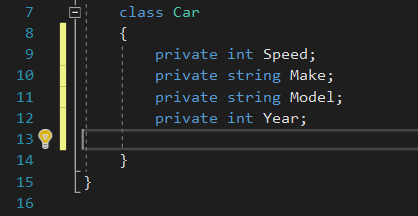 7 class Car
8 {
9 private int Speed;
10 private string Make;
11 private string Model;
12 private int Year;
13
14 }
15 }
16